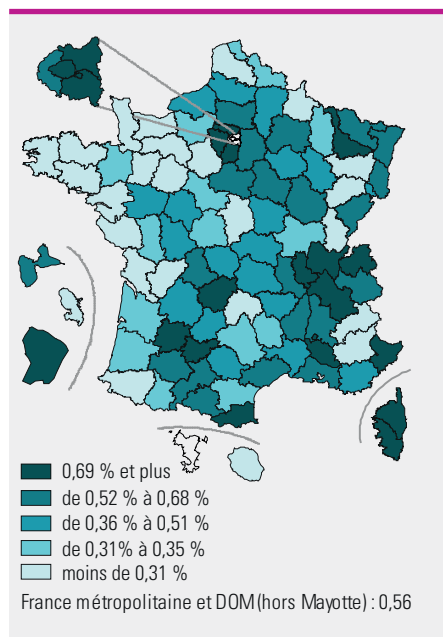 0,69 % et plus
de 0,52 % à 0,68 %
de 0,36 % à 0,51 %
de 0,31% à 0,35 %
moins de 0,31 %
France métropolitaine et DOM (hors Mayotte) : 0,56